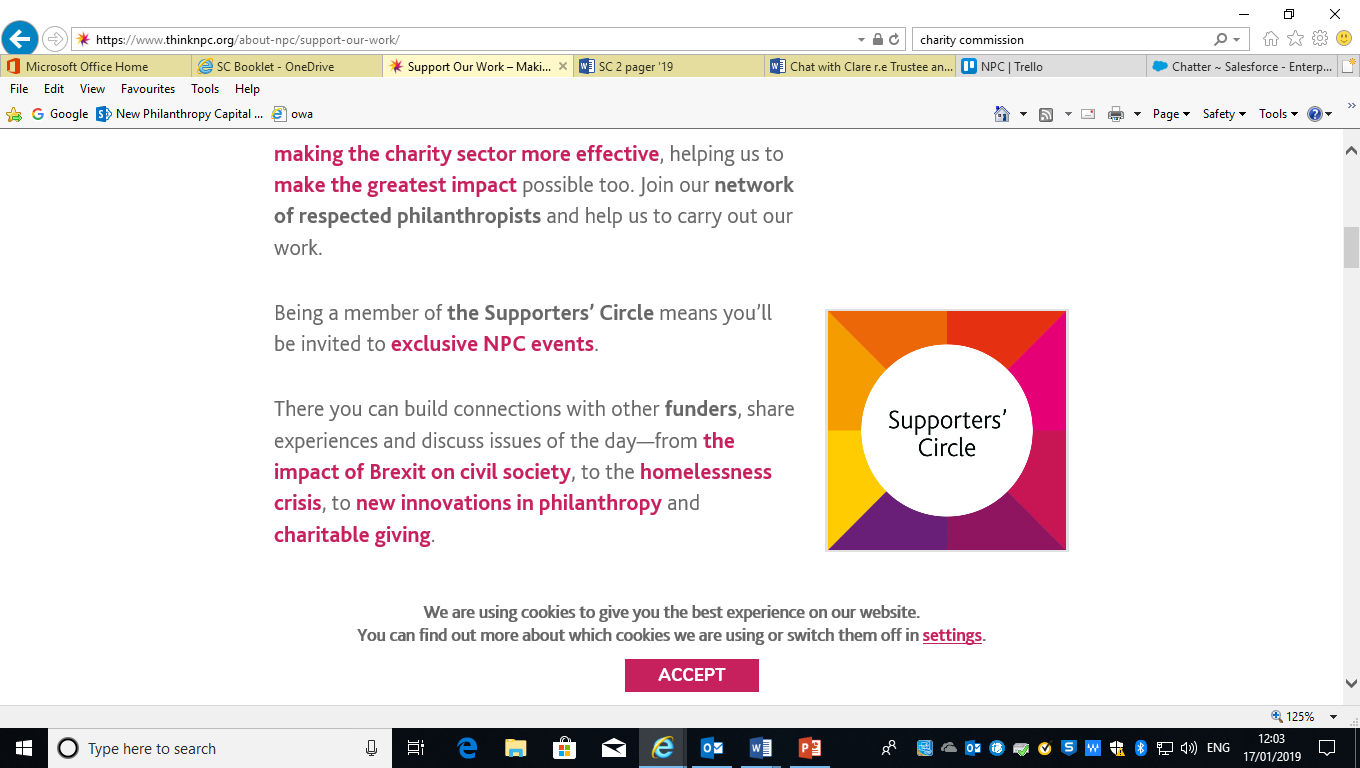 https://www.thinknpc.org/about-npc/support-our-work/
charity commission
Microsoft Office Home
SC Booklet - OneDrive
Support Our Work – Maki...
SC 2 pager '19
Chat with Clare r.e Trustee an...
NPC | Trello
Chatter ~ Salesforce - Enterp...
File Edit View Favourites Tools Help
Google New Philanthropy Capital ... owa
Page Safety Tools
making the charity sector more effective, helping us to
make the greatest impact possible too. Join our network
of respected philanthropists and help us to carry out our
work.
Being a member of the Supporters’ Circle means you’ll
be invited to exclusive NPC events.
There you can build connections with other funders, share
experiences and discuss issues of the day—from the
impact of Brexit on civil society, to the homelessness
crisis, to new innovations in philanthropy and
charitable giving.
Supporters’
Circle
We are using cookies to give you the best experience on our website.
You can find out more about which cookies we are using or switch them off in settings.
ACCEPT
125%
Type here to search
ENG
12:03
17/01/2019